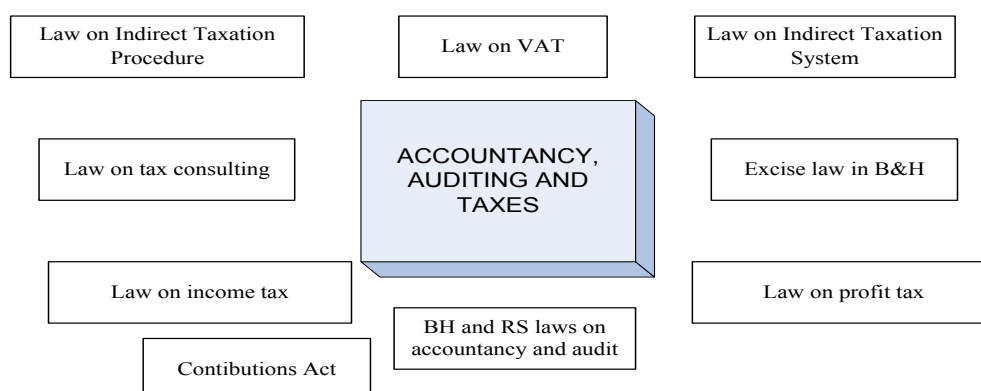 Law on Indirect Taxation
Procedure
Law on VAT
Law on Indirect Taxation
System
Law on tax consulting
ACCOUNTANCY,
AUDITING AND
TAXES
Excise law in B&H
Law on income tax
Law on profit tax
BH and RS laws on
accountancy and audit
Contibutions Act